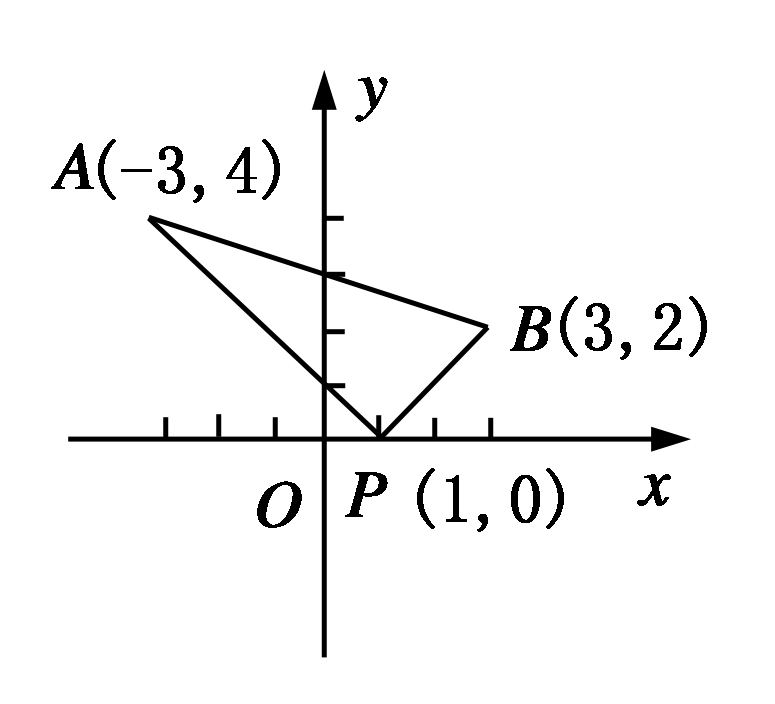 y
A(−3, 4)
B(3, 2)
O P (1, 0) x